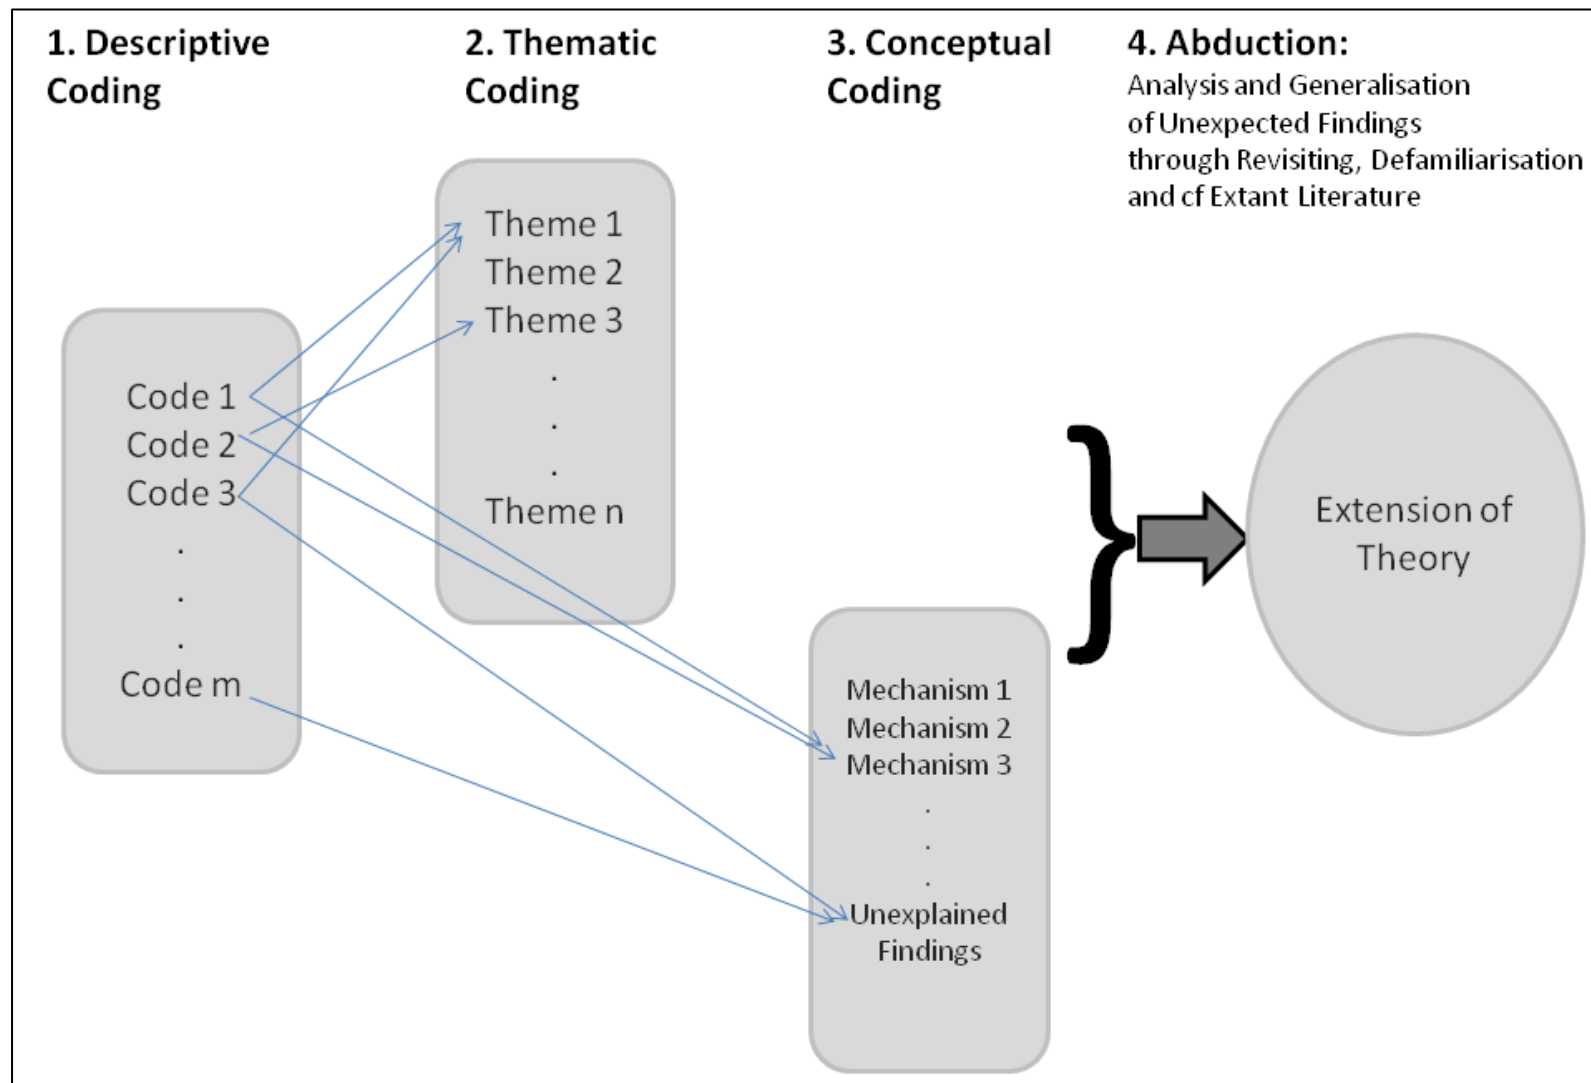 1. Descriptive
Coding
2. Thematic
Coding
3. Conceptual
Coding
4. Abduction:
Analysis and Generalisation
of Unexpected Findings
through Revisiting, Defamiliarisation
and cf Extant Literature
Code 1
Code 2
Code 3
.
.
.
Code m
Theme 1
Theme 2
Theme 3
.
.
.
Theme n
Mechanism 1
Mechanism 2
Mechanism 3
.
.
.
Unexplained
Findings
}
Extension of
Theory